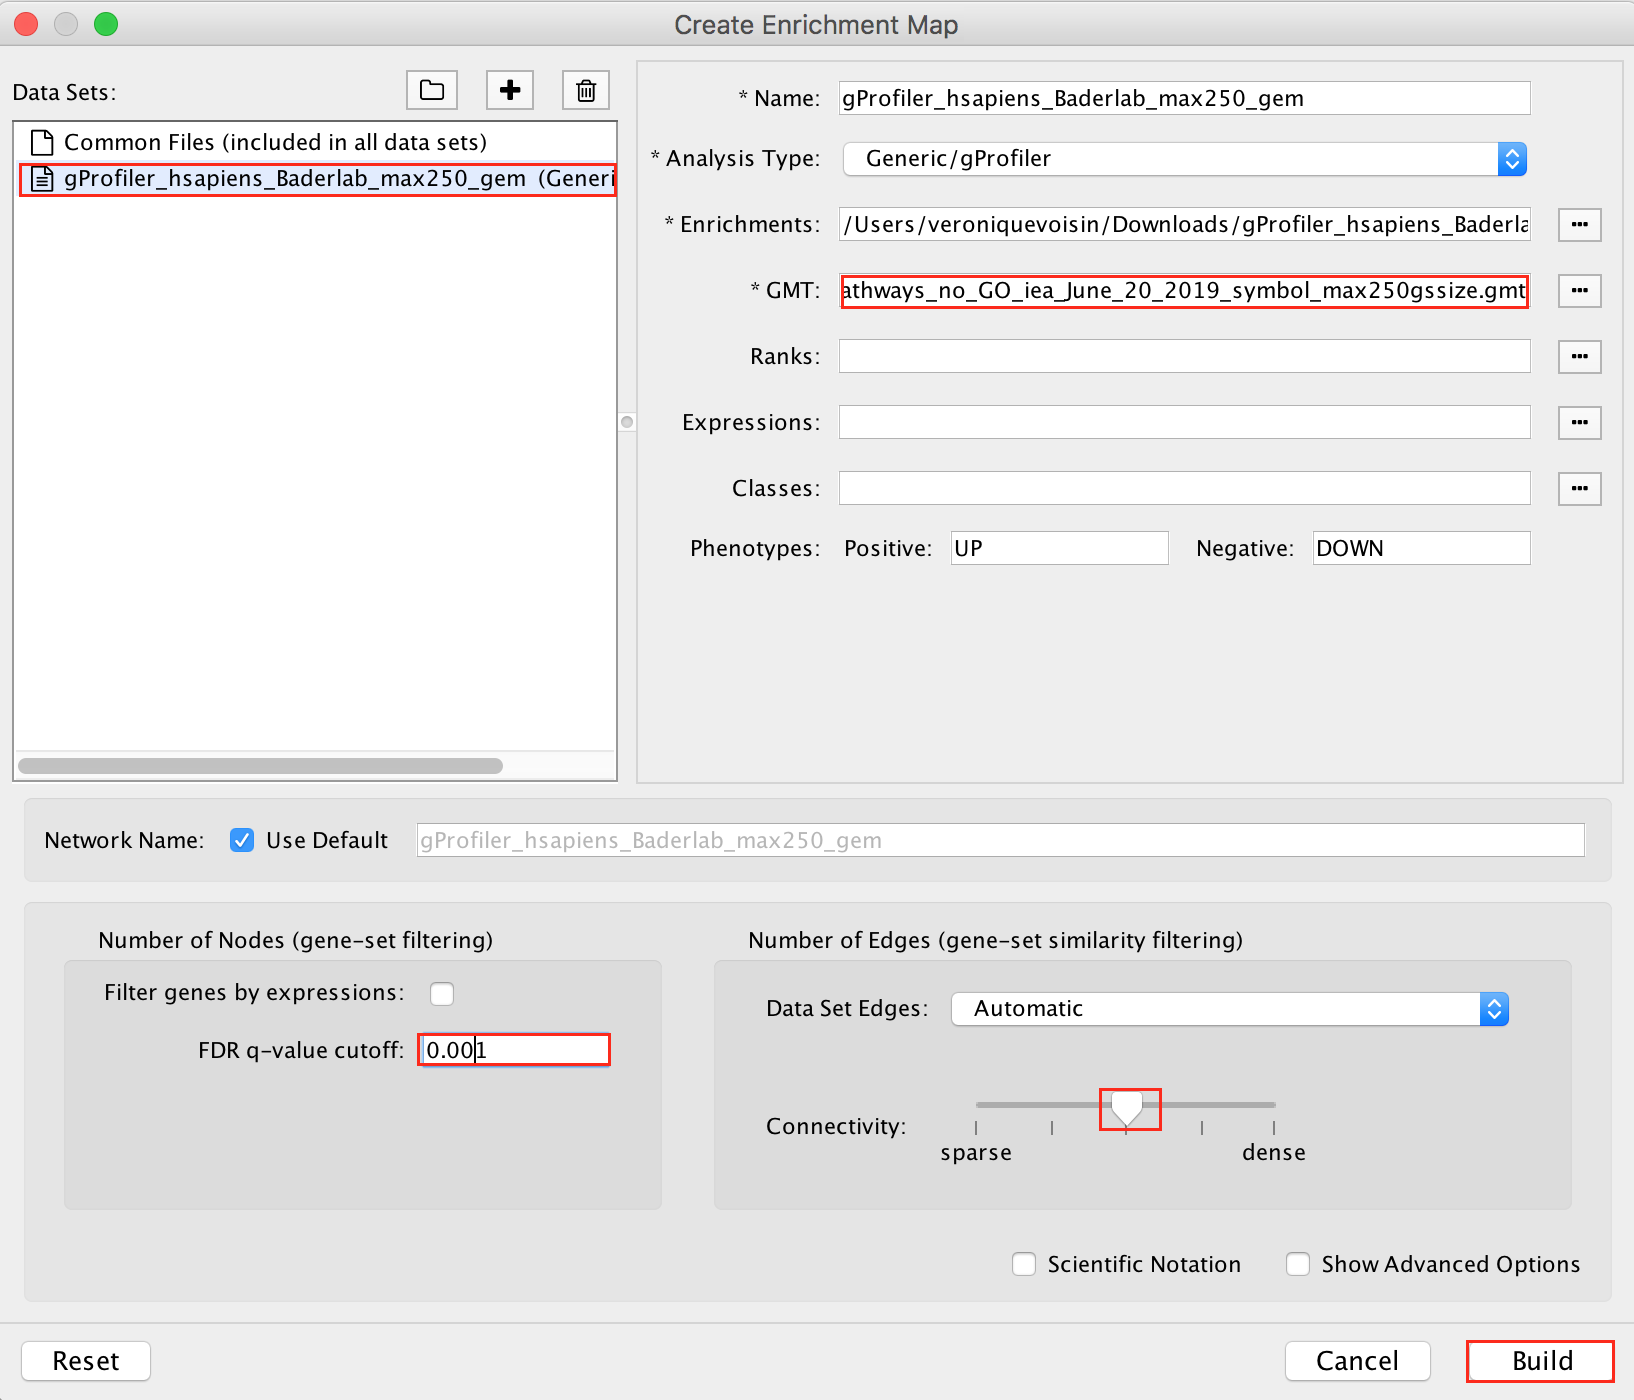 Create Enrichment Map
Data Sets:
Common Files (included in all data sets)
gProfiler_hsapiens_Baderlab_max250_gem (Generi
* Name: gProfiler_hsapiens_Baderlab_max250_gem
* Analysis Type: Generic/gProfiler
* Enrichments: /Users/veroniquevoisin/Downloads/gProfiler_hsapiens_Baderla
* GMT: athways_no_GO_iea_June_20_2019_symbol_max250gssize.gmt
Ranks:
Expressions:
Classes:
Phenotypes: Positive: UP Negative: DOWN
Network Name: Use Default gProfiler_hsapiens_Baderlab_max250_gem
Number of Nodes (gene-set filtering)
Filter genes by expressions:
FDR q-value cutoff: 0.001
Number of Edges (gene-set similarity filtering)
Data Set Edges: Automatic
Connectivity:
sparse dense
Scientific Notation Show Advanced Options
Reset Cancel Build